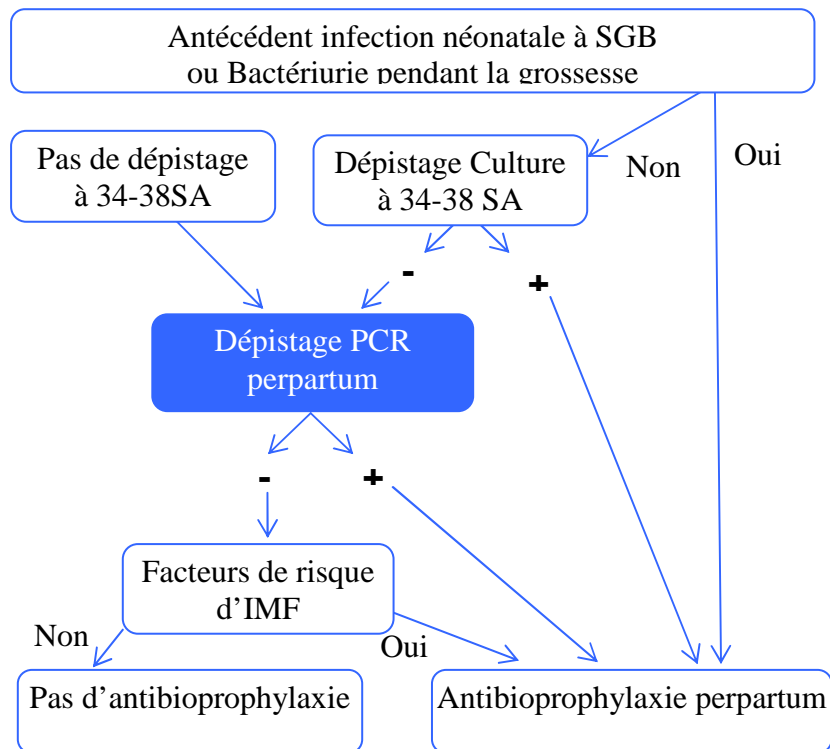 Antécédent infection néonatale à SGB
ou Bactériurie pendant la grossesse
Pas de dépistage
à 34-38SA
Dépistage Culture
à 34-38 SA
Non
Oui
-
+
Dépistage PCR
perpartum
-
+
Facteurs de risque
d’IMF
Non
Oui
Pas d’antibioprophylaxie
Antibioprophylaxie perpartum